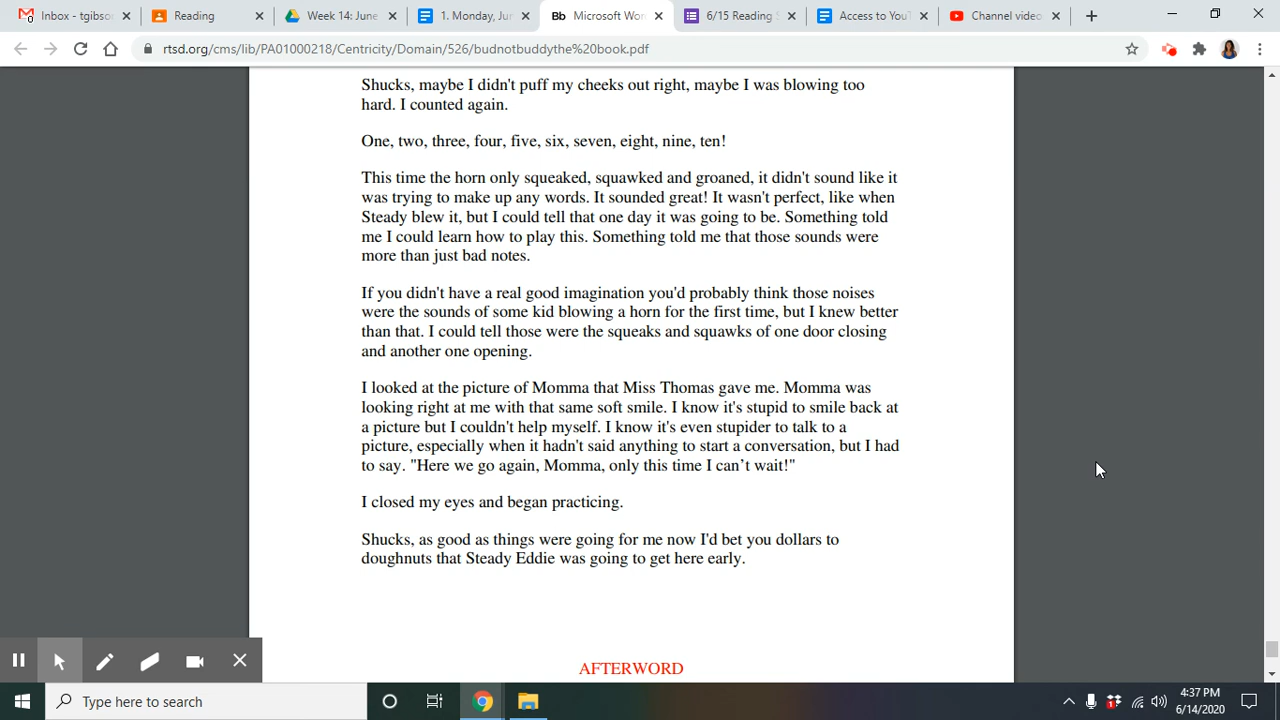 Inbox - tgibson
Reading
Week 14: June
1. Monday, Jun
Bb Microsoft Wor
6/15 Reading S
Access to YouT
Channel video
rtsd.org/cms/lib/PA01000218/Centricity/Domain/526/budnotbuddythe%20book.pdf
Shucks, maybe I didn't puff my cheeks out right, maybe I was blowing too
hard. I counted again.
One, two, three, four, five, six, seven, eight, nine, ten!
This time the horn only squeaked, squawked and groaned, it didn't sound like it
was trying to make up any words. It sounded great! It wasn't perfect, like when
Steady blew it, but I could tell that one day it was going to be. Something told
me I could learn how to play this. Something told me that those sounds were
more than just bad notes.
If you didn't have a real good imagination you'd probably think those noises
were the sounds of some kid blowing a horn for the first time, but I knew better
than that. I could tell those were the squeaks and squawks of one door closing
and another one opening.
I looked at the picture of Momma that Miss Thomas gave me. Momma was
looking right at me with that same soft smile. I know it's stupid to smile back at
a picture but I couldn't help myself. I know it's even stupider to talk to a
picture, especially when it hadn't said anything to start a conversation, but I had
to say. "Here we go again, Momma, only this time I can’t wait!"
I closed my eyes and began practicing.
Shucks, as good as things were going for me now I'd bet you dollars to
doughnuts that Steady Eddie was going to get here early.
AFTERWORD
Type here to search
4:37 PM
6/14/2020